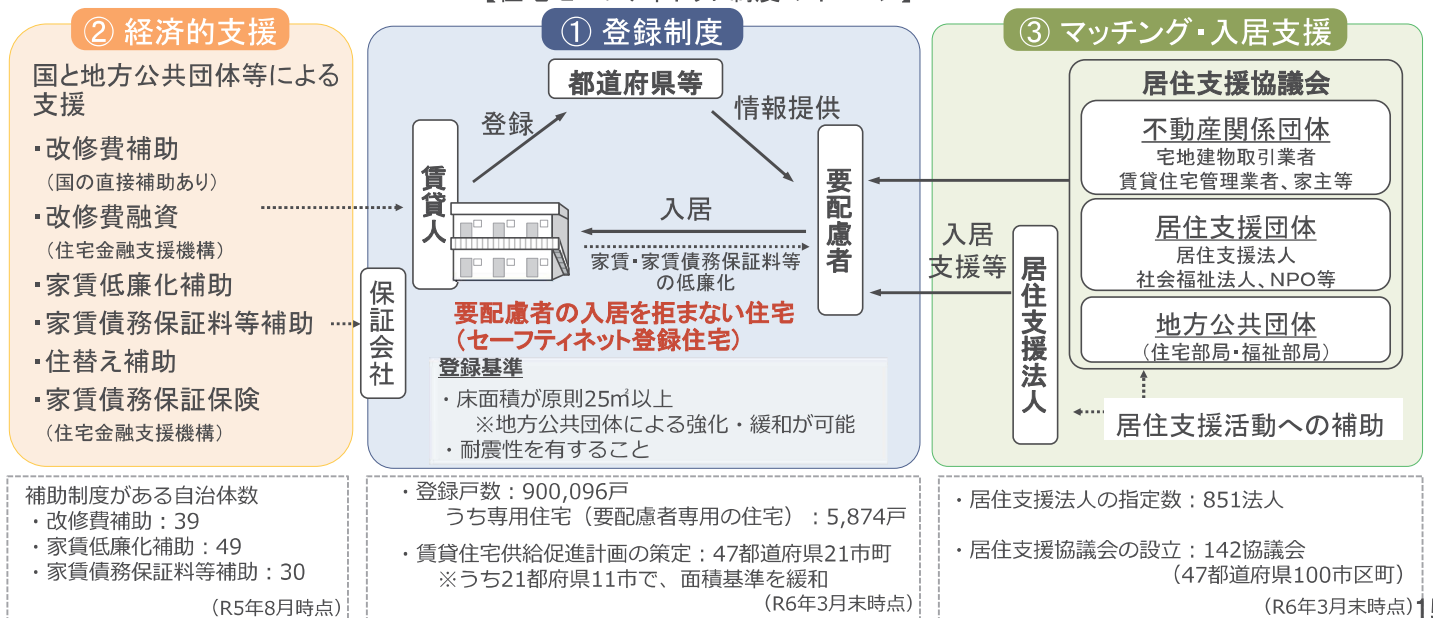 【住宅セーフティネット制度のイメージ】
② 経済的支援
国と地方公共団体等による
支援
・改修費補助
（国の直接補助あり）
・改修費融資
（住宅金融支援機構）
・家賃低廉化補助
・家賃債務保証料等補助
・住替え補助
・家賃債務保証保険
（住宅金融支援機構）
① 登録制度
都道府県等
登録
情報提供
賃貸人
要配慮者
入居
家賃・家賃債務保証料等
の低廉化
保証会社
要配慮者の入居を拒まない住宅
（セーフティネット登録住宅）
登録基準
・床面積が原則25㎡以上
※地方公共団体による強化・緩和が可能
・耐震性を有すること
③ マッチング・入居支援
居住支援協議会
不動産関係団体
宅地建物取引業者
賃貸住宅管理業者、家主等
居住支援団体
居住支援法人
社会福祉法人、NPO等
地方公共団体
（住宅部局・福祉部局）
入居
支援等
居住支援法人
居住支援活動への補助
補助制度がある自治体数
・改修費補助：39
・家賃低廉化補助：49
・家賃債務保証料等補助：30
（R5年8月時点）
・登録戸数：900,096戸
うち専用住宅（要配慮者専用の住宅）：5,874戸
・賃貸住宅供給促進計画の策定：47都道府県21市町
※うち21都府県11市で、面積基準を緩和
（R6年3月末時点）
・居住支援法人の指定数：851法人
・居住支援協議会の設立：142協議会
（47都道府県100市区町）
（R6年3月末時点）